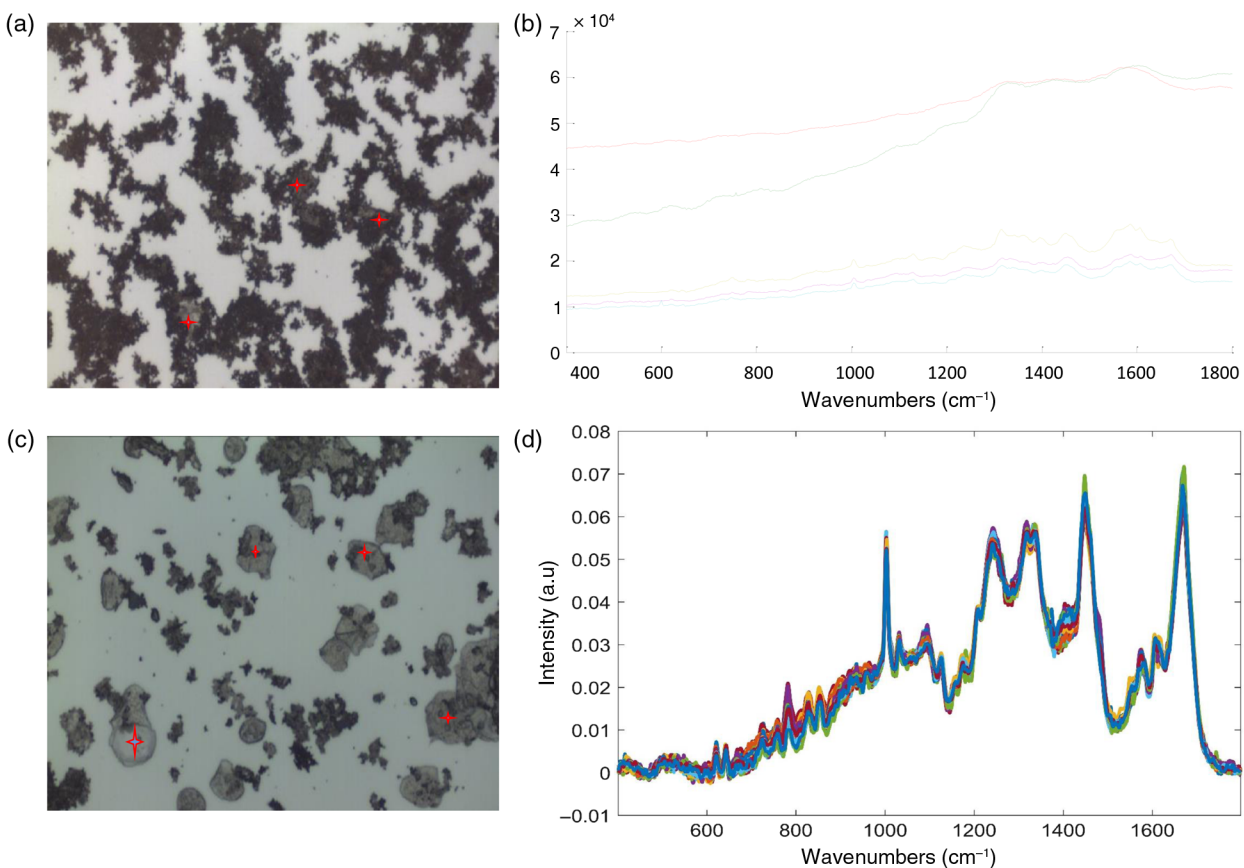 (a)
(b)
× 10⁴
7
6
5
4
3
2
1
0
400 600 800 1000 1200 1400 1600 1800
Wavenumbers (cm⁻¹)
(c)
(d)
Intensity (a.u)
0.08
0.07
0.06
0.05
0.04
0.03
0.02
0.01
0
−0.01
600 800 1000 1200 1400 1600
Wavenumbers (cm⁻¹)